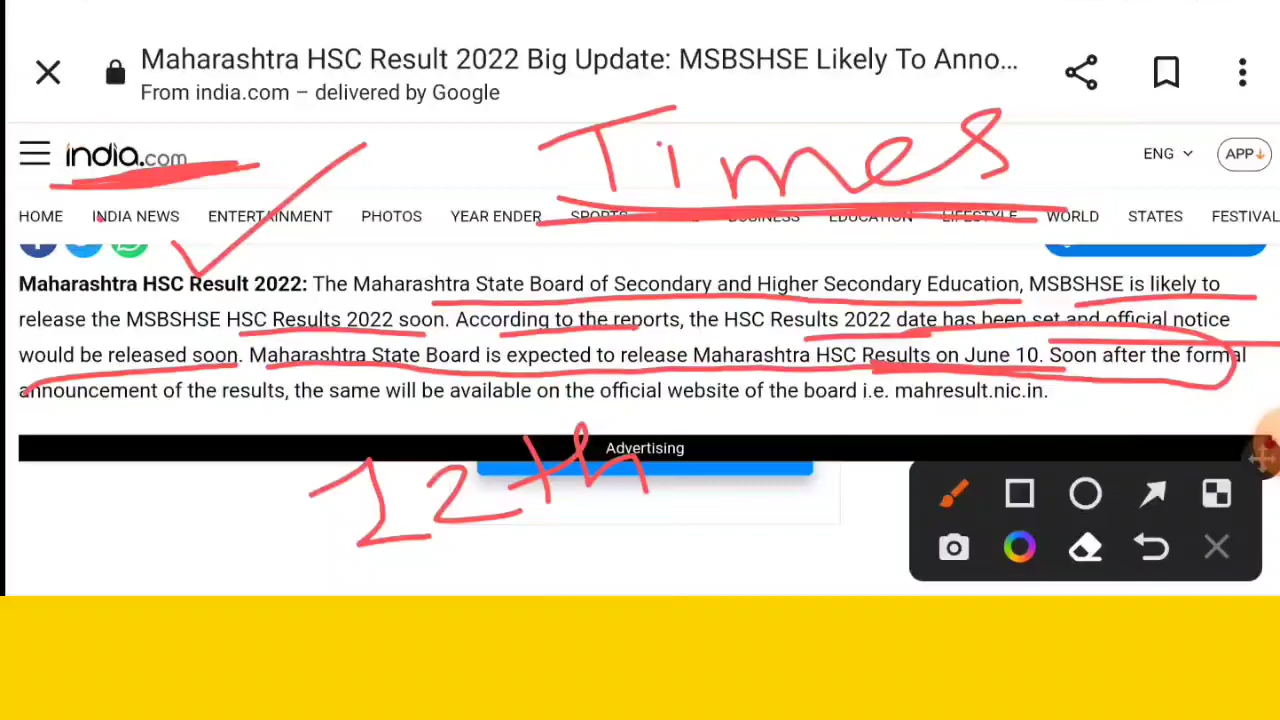 Maharashtra HSC Result 2022 Big Update: MSBSHSE Likely To Anno...
From india.com – delivered by Google
Times
india.com
ENG
APP
HOME INDIA NEWS ENTERTAINMENT PHOTOS YEAR ENDER SPORTS BUSINESS EDUCATION LIFESTYLE WORLD STATES FESTIVAL
Maharashtra HSC Result 2022: The Maharashtra State Board of Secondary and Higher Secondary Education, MSBSHSE is likely to
release the MSBSHSE HSC Results 2022 soon. According to the reports, the HSC Results 2022 date has been set and official notice
would be released soon. Maharashtra State Board is expected to release Maharashtra HSC Results on June 10. Soon after the formal
announcement of the results, the same will be available on the official website of the board i.e. mahresult.nic.in.
Advertising
12th